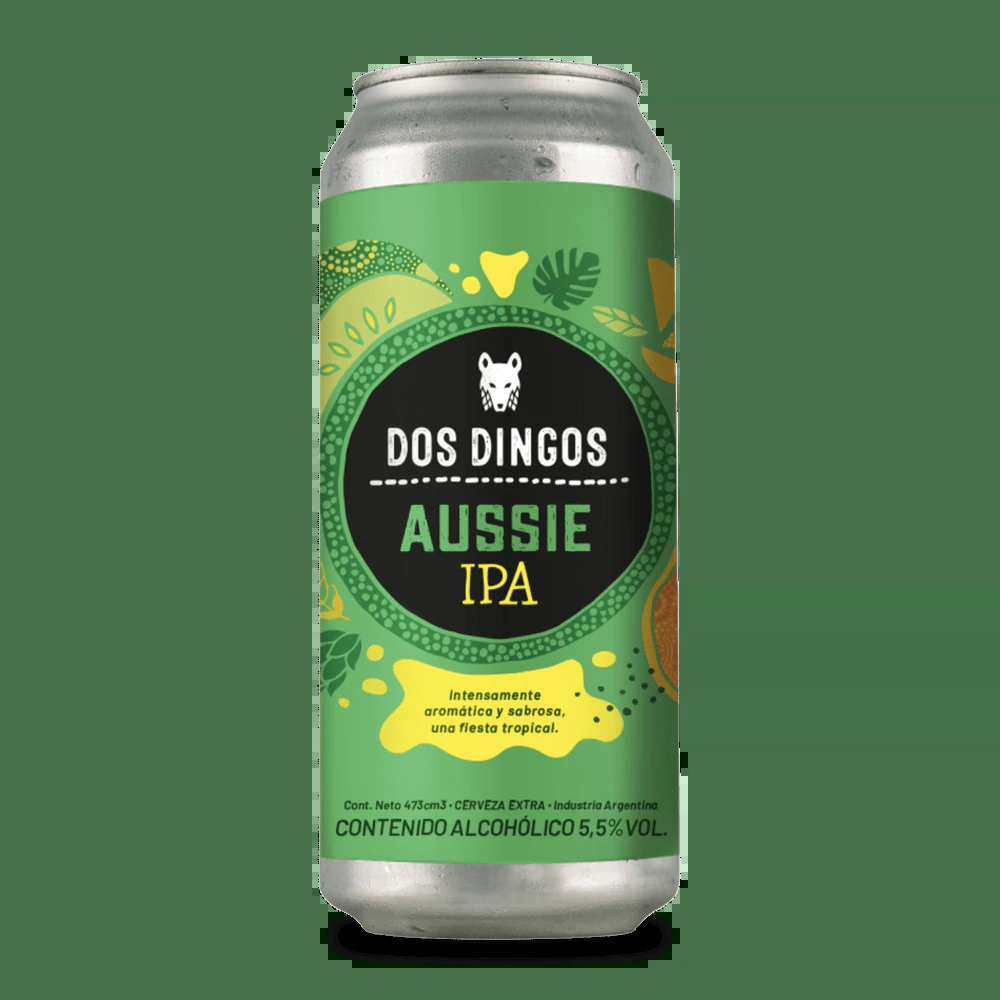 DOS DINGOS
AUSSIE
IPA
Intensamente
aromática y sabrosa,
una fiesta tropical.
Cont. Neto 473cm3 • CERVEZA EXTRA • Industria Argentina
CONTENIDO ALCOHÓLICO 5,5%VOL.